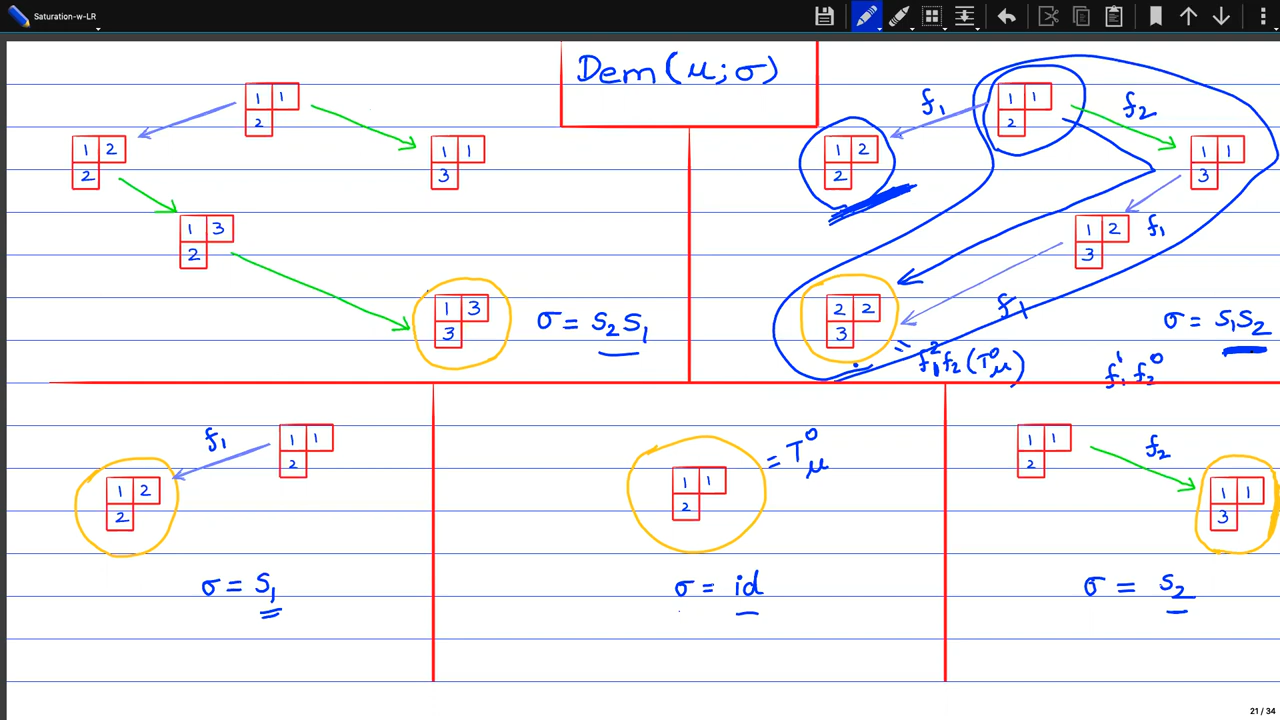 Saturation-w-LR
Dem(μ; σ)
1 1
2
1 2
2
1 1
3
1 3
2
1 3
3
σ = s₂s₁
1 1
2
f₁
f₂
1 2
2
1 1
3
1 2
3
f₁
2 2
3
f₁
σ = s₁s₂
= f₁²f₂(T⁰μ)
f₁¹ f₂⁰
f₁
1 1
2
1 2
2
σ = s₁
1 1
2
= T⁰μ
σ = id
1 1
2
f₂
1 1
3
σ = s₂
21 / 34